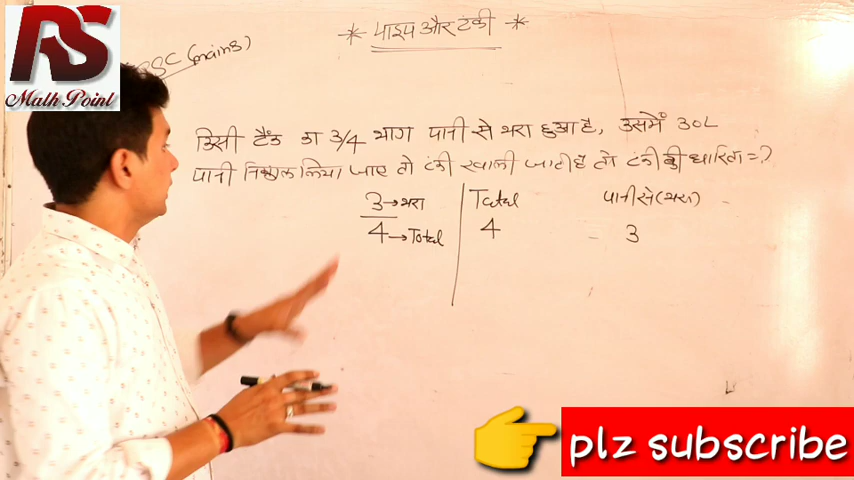 RS
Math Point
SSC (mains)
-*- पाइप और टंकी -*-
किसी टैंक का 3/4 भाग पानी से भरा हुआ है, उसमें 30L
पानी निकाल लिया जाए तो टंकी खाली जाती है तो टंकी की धारिता = ?
3 → भरा
4 → Total
Total
4
पानी से (भरा)
3
plz subscribe